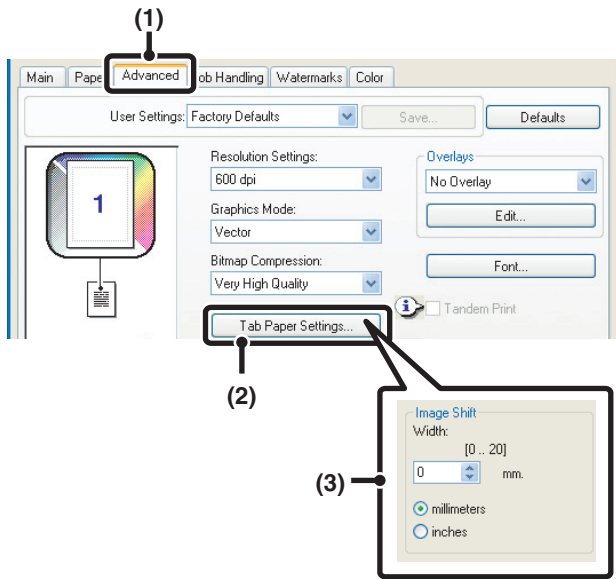 (1)
Main Paper Advanced ob Handling Watermarks Color
User Settings: Factory Defaults Save... Defaults
Resolution Settings:
600 dpi
Graphics Mode:
Vector
Bitmap Compression:
Very High Quality
Tab Paper Settings...
Overlays
No Overlay
Edit...
Font...
Tandem Print
1
(2)
(3)
Image Shift
Width:
[0 .. 20]
0 mm.
millimeters
inches